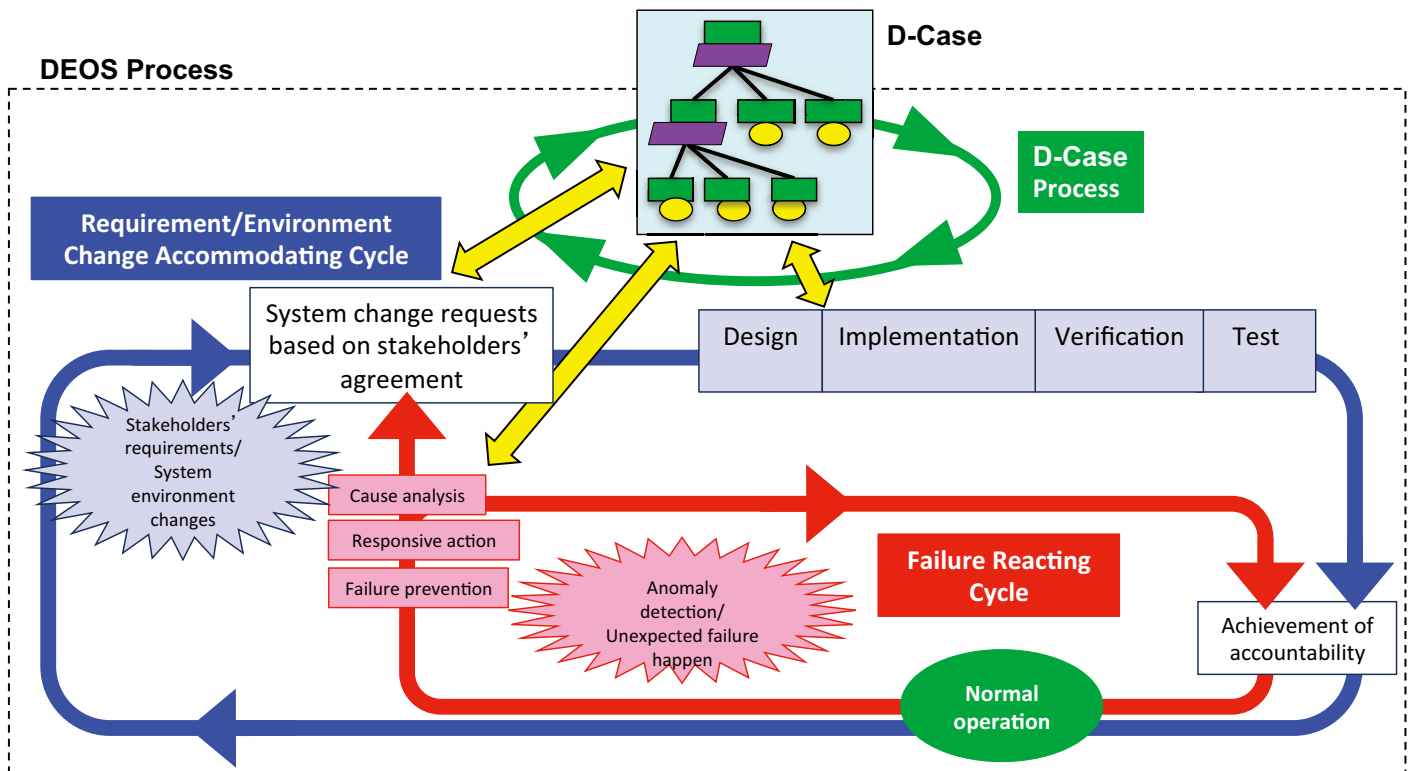 D-Case
DEOS Process
D-Case
Process
Requirement/Environment
Change Accommodating Cycle
System change requests
based on stakeholders’
agreement
Design
Implementation
Verification
Test
Stakeholders’
requirements/
System
environment
changes
Cause analysis
Responsive action
Failure prevention
Anomaly
detection/
Unexpected failure
happen
Failure Reacting
Cycle
Achievement of
accountability
Normal
operation